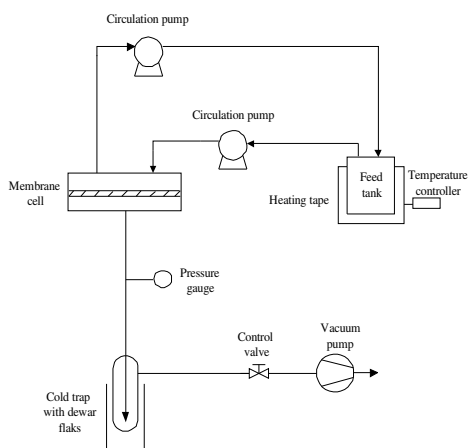 Circulation pump
Circulation pump
Membrane
cell
Heating tape
Feed
tank
Temperature
controller
Pressure
gauge
Control
valve
Vacuum
pump
Cold trap
with dewar
flaks